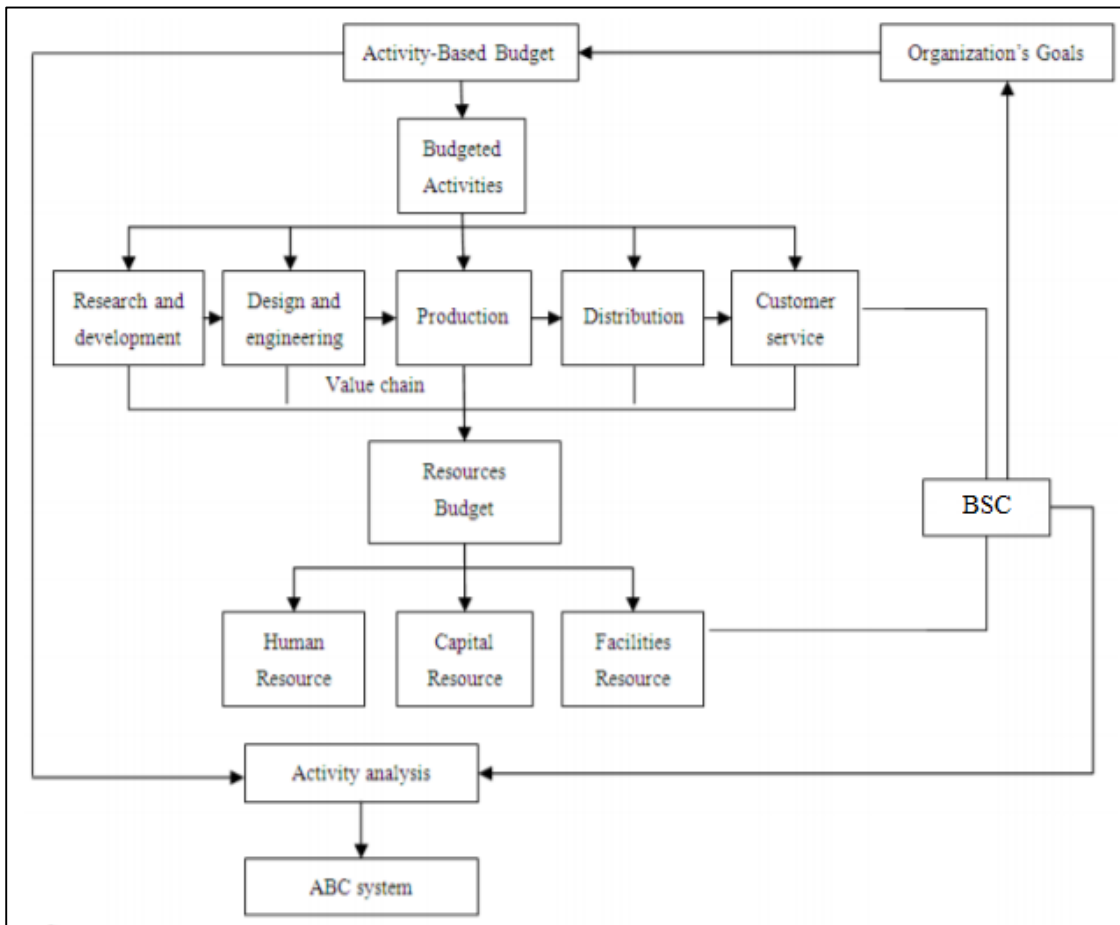 Activity-Based Budget
Organization's Goals
Budgeted
Activities
Research and
development
Design and
engineering
Production
Distribution
Customer
service
Value chain
Resources
Budget
BSC
Human
Resource
Capital
Resource
Facilities
Resource
Activity analysis
ABC system